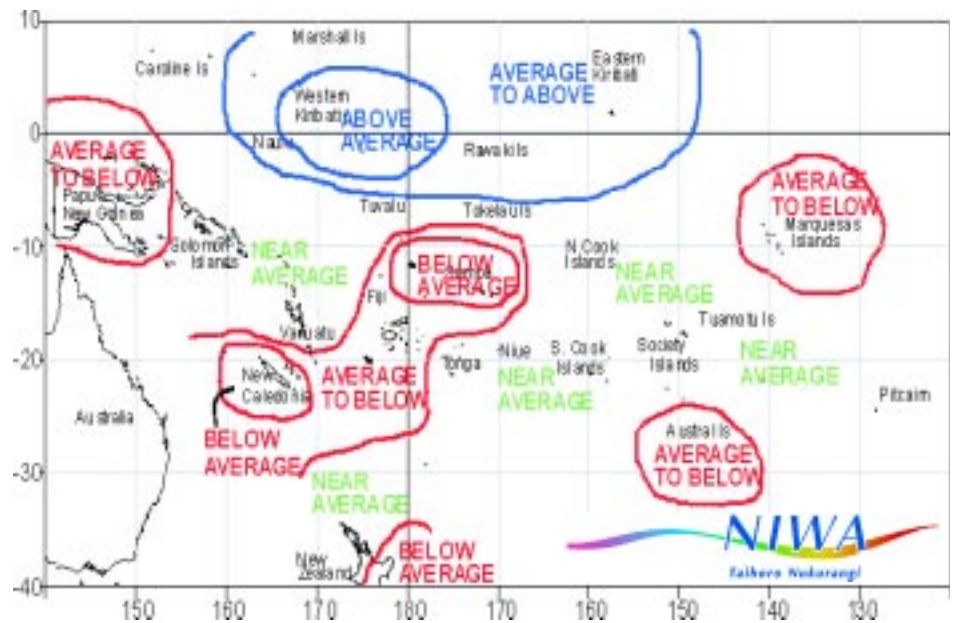 10
Marshall Is
Caroline Is
Eastern
Kiribati
AVERAGE
TO ABOVE
Western
Kiribati
ABOVE
AVERAGE
0
Nauru
Rawaki Is
AVERAGE
TO BELOW
Papua
New Guinea
AVERAGE
TO BELOW
Marquesas
Islands
Tuvalu
Tokelau Is
-10
Solomon
Islands
NEAR
AVERAGE
BELOW
AVERAGE
N.Cook
Islands
NEAR
AVERAGE
Fiji
Tuamotu Is
Vanuatu
-20
Tonga
Niue
S. Cook
Islands
Society
Islands
NEAR
AVERAGE
NEAR
AVERAGE
New
Caledonia
AVERAGE
TO BELOW
Pitcairn
Australia
BELOW
AVERAGE
Austral Is
AVERAGE
TO BELOW
-30
NEAR
AVERAGE
New
Zealand
BELOW
AVERAGE
NIWA
Taihoro Nukurangi
-40
150 160 170 180 170 160 150 140 130